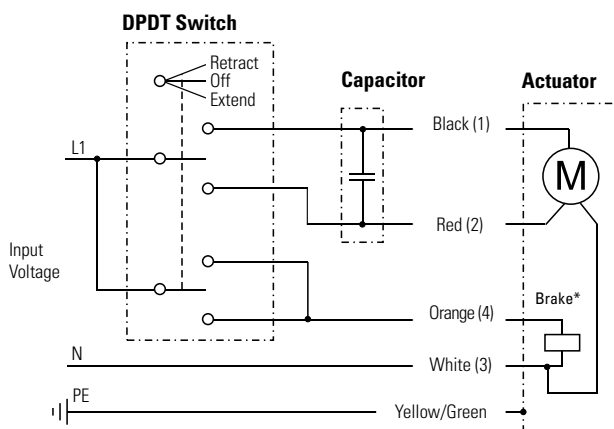 DPDT Switch
Retract
Off
Extend
Capacitor
Actuator
Black (1)
L1
M
Red (2)
Input
Voltage
Brake*
Orange (4)
N
White (3)
PE
Yellow/Green